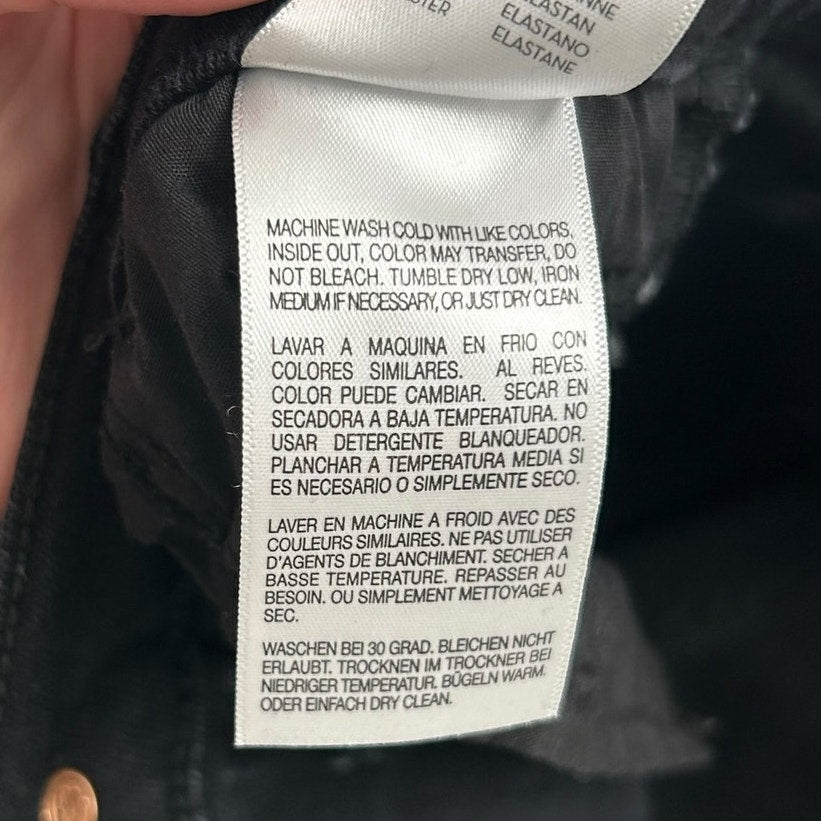 ELASTAN
ELASTANO
ELASTANE
MACHINE WASH COLD WITH LIKE COLORS,
INSIDE OUT, COLOR MAY TRANSFER, DO
NOT BLEACH. TUMBLE DRY LOW, IRON
MEDIUM IF NECESSARY, OR JUST DRY CLEAN.
LAVAR A MAQUINA EN FRIO CON
COLORES SIMILARES. AL REVES.
COLOR PUEDE CAMBIAR. SECAR EN
SECADORA A BAJA TEMPERATURA. NO
USAR DETERGENTE BLANQUEADOR.
PLANCHAR A TEMPERATURA MEDIA SI
ES NECESARIO O SIMPLEMENTE SECO.
LAVER EN MACHINE A FROID AVEC DES
COULEURS SIMILAIRES. NE PAS UTILISER
D'AGENTS DE BLANCHIMENT. SECHER A
BASSE TEMPERATURE. REPASSER AU
BESOIN. OU SIMPLEMENT METTOYAGE A
SEC.
WASCHEN BEI 30 GRAD. BLEICHEN NICHT
ERLAUBT. TROCKNEN IM TROCKNER BEI
NIEDRIGER TEMPERATUR. BÜGELN WARM.
ODER EINFACH DRY CLEAN.